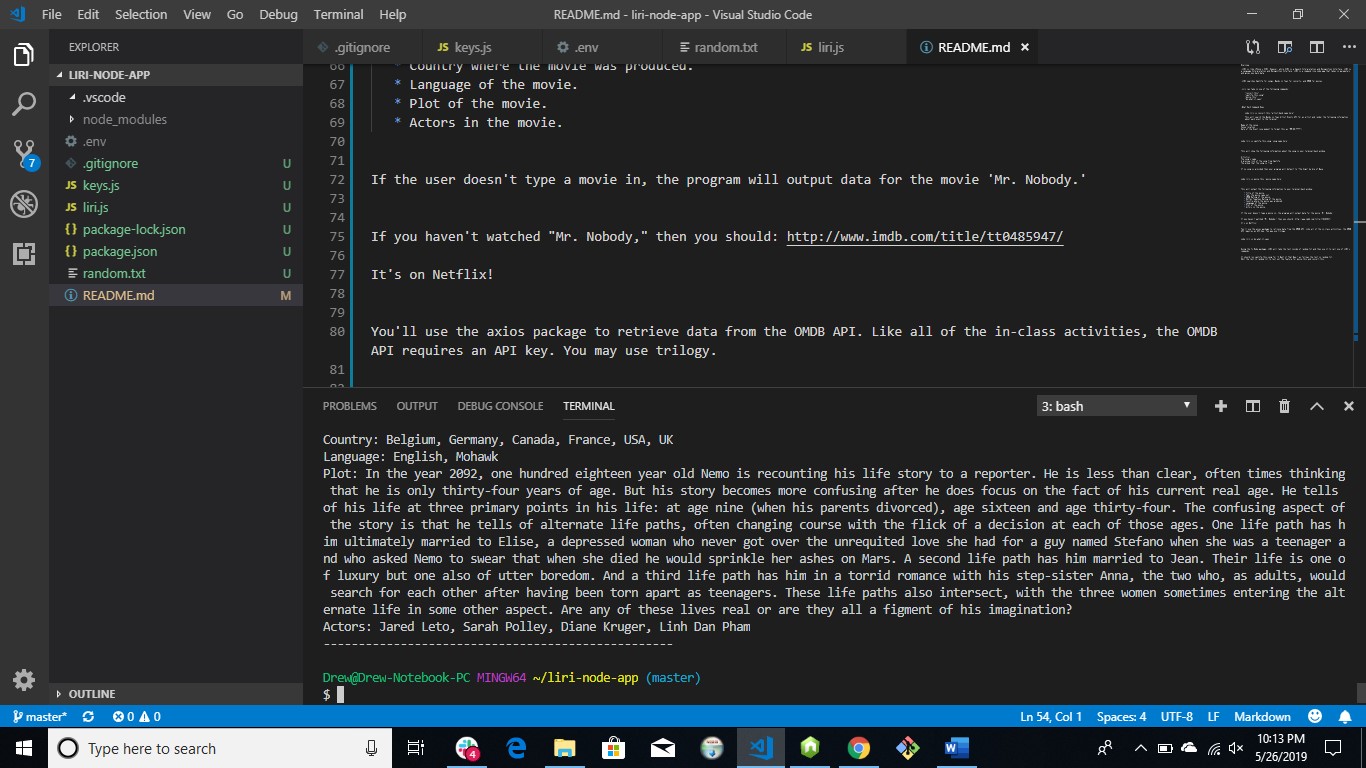 File Edit Selection View Go Debug Terminal Help README.md - liri-node-app - Visual Studio Code
EXPLORER
LIRI-NODE-APP
.vscode
node_modules
.env
.gitignore U
JS keys.js U
JS liri.js U
{} package-lock.json U
{} package.json U
random.txt U
README.md M
OUTLINE
7
.gitignore JS keys.js .env random.txt JS liri.js README.md
66 * Country where the movie was produced.
67 * Language of the movie.
68 * Plot of the movie.
69 * Actors in the movie.
70
71
72 If the user doesn't type a movie in, the program will output data for the movie 'Mr. Nobody.'
73
74
75 If you haven't watched "Mr. Nobody," then you should: http://www.imdb.com/title/tt0485947/
76
77 It's on Netflix!
78
79
80 You'll use the axios package to retrieve data from the OMDB API. Like all of the in-class activities, the OMDB
API requires an API key. You may use trilogy.
81
82
PROBLEMS OUTPUT DEBUG CONSOLE TERMINAL 3: bash
Country: Belgium, Germany, Canada, France, USA, UK
Language: English, Mohawk
Plot: In the year 2092, one hundred eighteen year old Nemo is recounting his life story to a reporter. He is less than clear, often times thinking
that he is only thirty-four years of age. But his story becomes more confusing after he does focus on the fact of his current real age. He tells
of his life at three primary points in his life: at age nine (when his parents divorced), age sixteen and age thirty-four. The confusing aspect of
the story is that he tells of alternate life paths, often changing course with the flick of a decision at each of those ages. One life path has h
im ultimately married to Elise, a depressed woman who never got over the unrequited love she had for a guy named Stefano when she was a teenager a
nd who asked Nemo to swear that when she died he would sprinkle her ashes on Mars. A second life path has him married to Jean. Their life is one o
f luxury but one also of utter boredom. And a third life path has him in a torrid romance with his step-sister Anna, the two who, as adults, would
search for each other after having been torn apart as teenagers. These life paths also intersect, with the three women sometimes entering the alt
ernate life in some other aspect. Are any of these lives real or are they all a figment of his imagination?
Actors: Jared Leto, Sarah Polley, Diane Kruger, Linh Dan Pham
--------------------------------------------------
Drew@Drew-Notebook-PC MINGW64 ~/liri-node-app (master)
$
master* 0 0 Ln 54, Col 1 Spaces: 4 UTF-8 LF Markdown
Type here to search 4 10:13 PM
5/26/2019